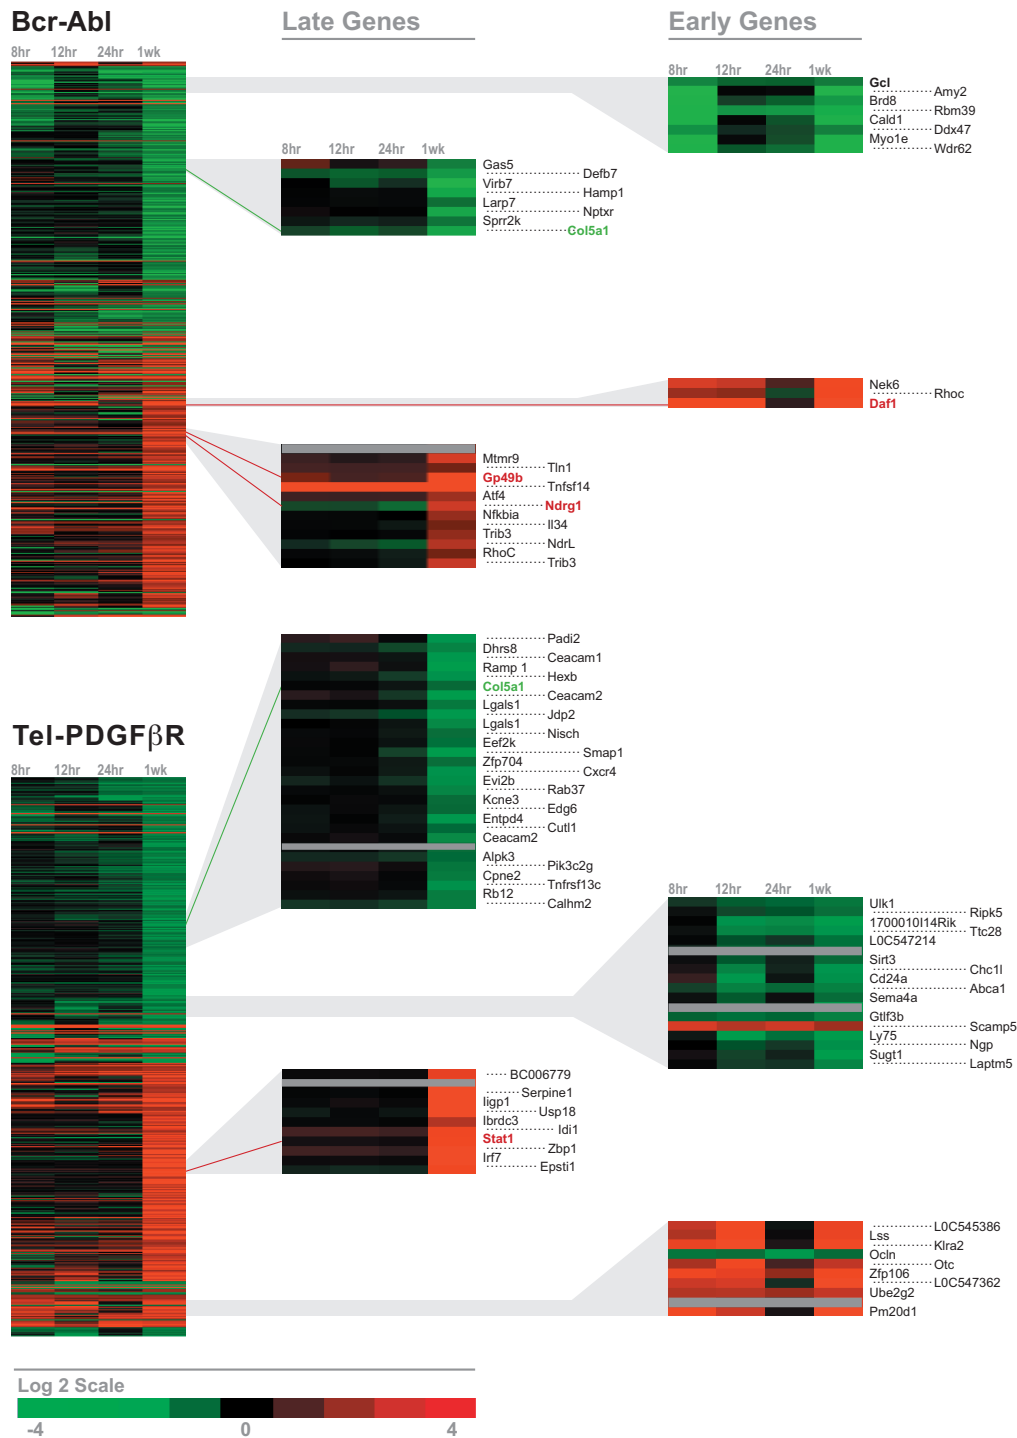 Bcr-Abl
Late Genes
Early Genes
8hr 12hr 24hr 1wk
8hr 12hr 24hr 1wk
Gcl
Amy2
Brd8
Rbm39
Cald1
Ddx47
Myo1e
Wdr62
8hr 12hr 24hr 1wk
Gas5
Defb7
Virb7
Hamp1
Larp7
Nptxr
Sprr2k
Col5a1
Nek6
Rhoc
Daf1
Mtmr9
Tln1
Gp49b
Tnfsf14
Atf4
Ndrg1
Nfkbia
Il34
Trib3
NdrL
RhoC
Trib3
Padi2
Dhrs8
Ceacam1
Ramp 1
Hexb
Col5a1
Ceacam2
Lgals1
Jdp2
Lgals1
Nisch
Eef2k
Smap1
Zfp704
Cxcr4
Evi2b
Rab37
Kcne3
Edg6
Entpd4
Cutl1
Ceacam2
Alpk3
Pik3c2g
Cpne2
Tnfrsf13c
Rb12
Calhm2
Tel-PDGFβR
8hr 12hr 24hr 1wk
8hr 12hr 24hr 1wk
Ulk1
Ripk5
1700010I14Rik
Ttc28
L0C547214
Sirt3
Chc1l
Cd24a
Abca1
Sema4a
Gtlf3b
Scamp5
Ly75
Ngp
Sugt1
Laptm5
BC006779
Serpine1
Iigp1
Usp18
Ibrdc3
Idi1
Stat1
Zbp1
Irf7
Epsti1
L0C545386
Lss
Klra2
Ocln
Otc
Zfp106
L0C547362
Ube2g2
Pm20d1
Log 2 Scale
-4 0 4